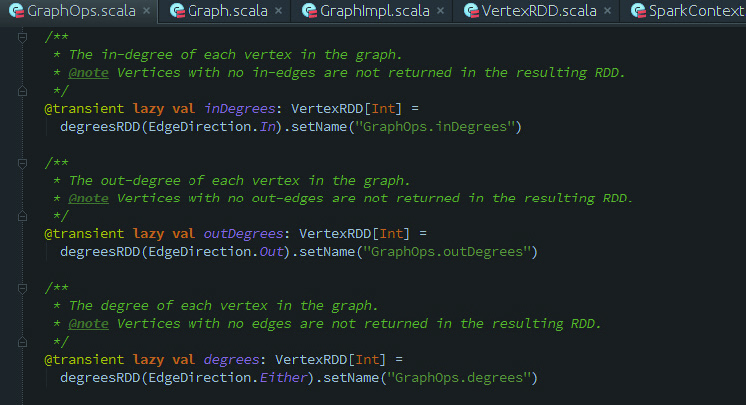 GraphOps.scala × Graph.scala × GraphImpl.scala × VertexRDD.scala × SparkContext
/**
* The in-degree of each vertex in the graph.
* @note Vertices with no in-edges are not returned in the resulting RDD.
*/
@transient lazy val inDegrees: VertexRDD[Int] =
degreesRDD(EdgeDirection.In).setName("GraphOps.inDegrees")
/**
* The out-degree of each vertex in the graph.
* @note Vertices with no out-edges are not returned in the resulting RDD.
*/
@transient lazy val outDegrees: VertexRDD[Int] =
degreesRDD(EdgeDirection.Out).setName("GraphOps.outDegrees")
/**
* The degree of each vertex in the graph.
* @note Vertices with no edges are not returned in the resulting RDD.
*/
@transient lazy val degrees: VertexRDD[Int] =
degreesRDD(EdgeDirection.Either).setName("GraphOps.degrees")